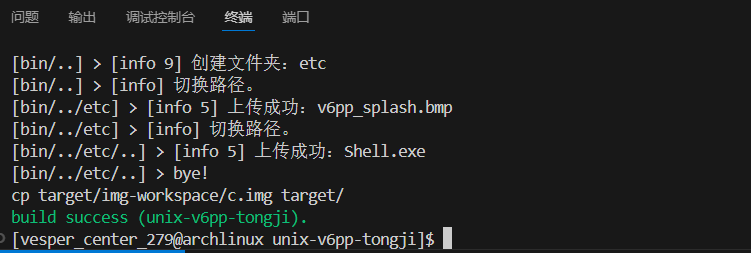 问题 输出 调试控制台 终端 端口
[bin/..] > [info 9] 创建文件夹：etc
[bin/..] > [info] 切换路径。
[bin/../etc] > [info 5] 上传成功：v6pp_splash.bmp
[bin/../etc] > [info] 切换路径。
[bin/../etc/..] > [info 5] 上传成功：Shell.exe
[bin/../etc/..] > bye!
cp target/img-workspace/c.img target/
build success (unix-v6pp-tongji).
[vesper_center_279@archlinux unix-v6pp-tongji]$